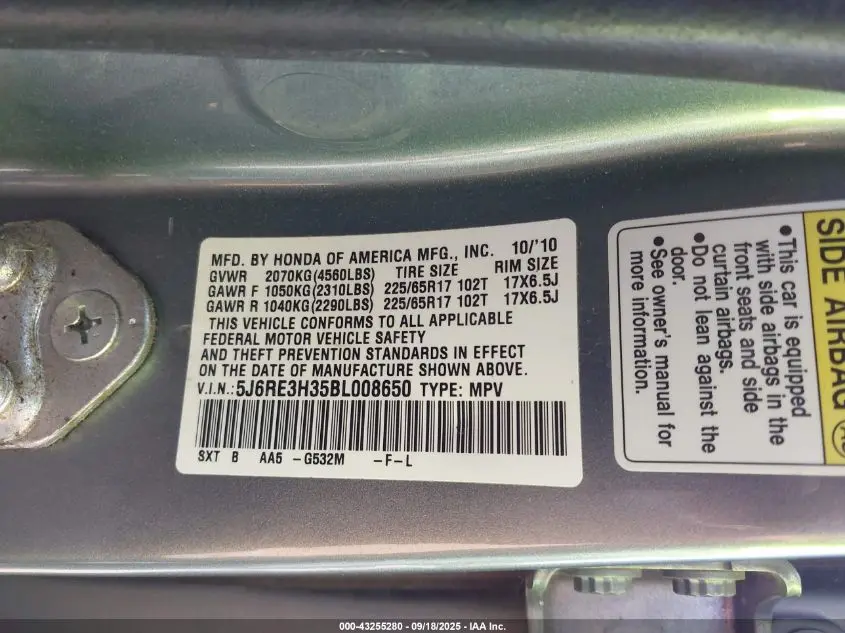 MFD. BY HONDA OF AMERICA MFG., INC. 10/'10
GVWR 2070KG(4560LBS) TIRE SIZE RIM SIZE
GAWR F 1050KG(2310LBS) 225/65R17 102T 17X6.5J
GAWR R 1040KG(2290LBS) 225/65R17 102T 17X6.5J
THIS VEHICLE CONFORMS TO ALL APPLICABLE
FEDERAL MOTOR VEHICLE SAFETY
AND THEFT PREVENTION STANDARDS IN EFFECT
ON THE DATE OF MANUFACTURE SHOWN ABOVE.
V.I.N.:5J6RE3H35BL008650 TYPE: MPV
SXT B AA5 -G532M -F-L
SIDE AIRBAG
•This car is equipped
with side airbags in the
front seats and side
curtain airbags.
•Do not lean against the
door.
•See owner's manual for
more information.
000-43255280 - 09/18/2025 - IAA Inc.